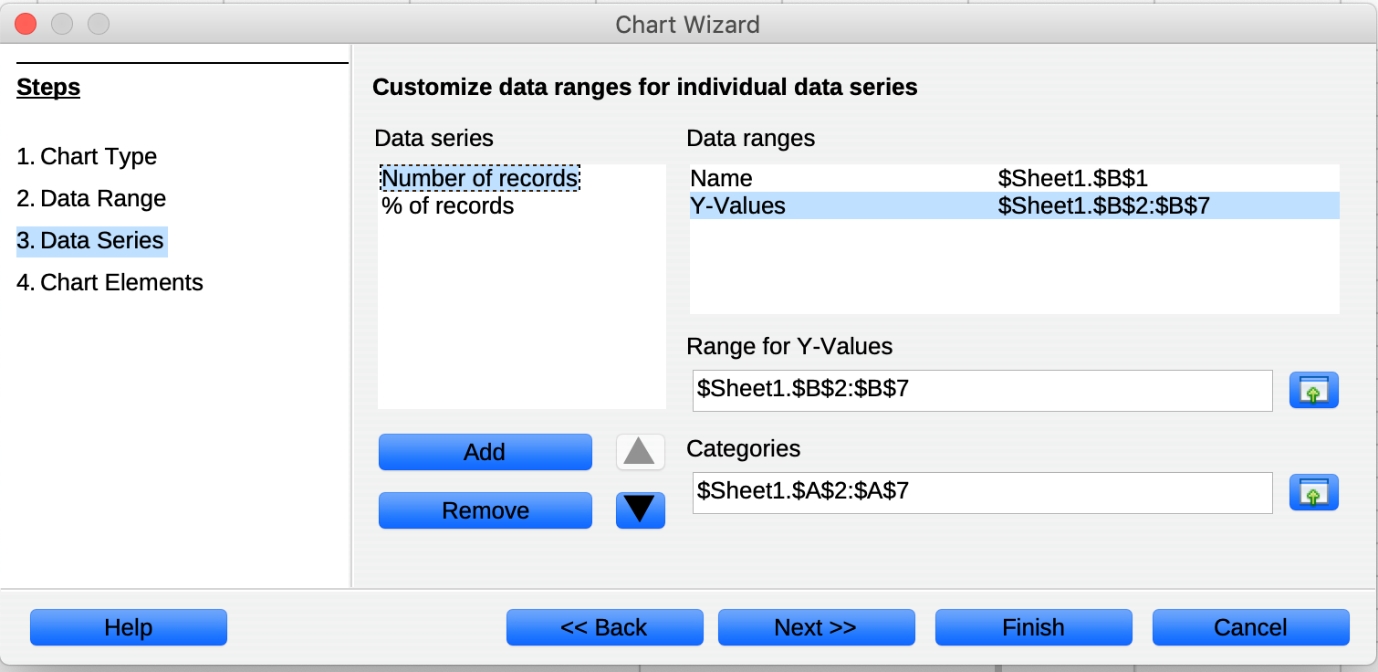 Chart Wizard
Steps
1. Chart Type
2. Data Range
3. Data Series
4. Chart Elements
Customize data ranges for individual data series
Data series
Number of records
% of records
Add
Remove
Data ranges
Name $Sheet1.$B$1
Y-Values $Sheet1.$B$2:$B$7
Range for Y-Values
$Sheet1.$B$2:$B$7
Categories
$Sheet1.$A$2:$A$7
Help << Back Next >> Finish Cancel